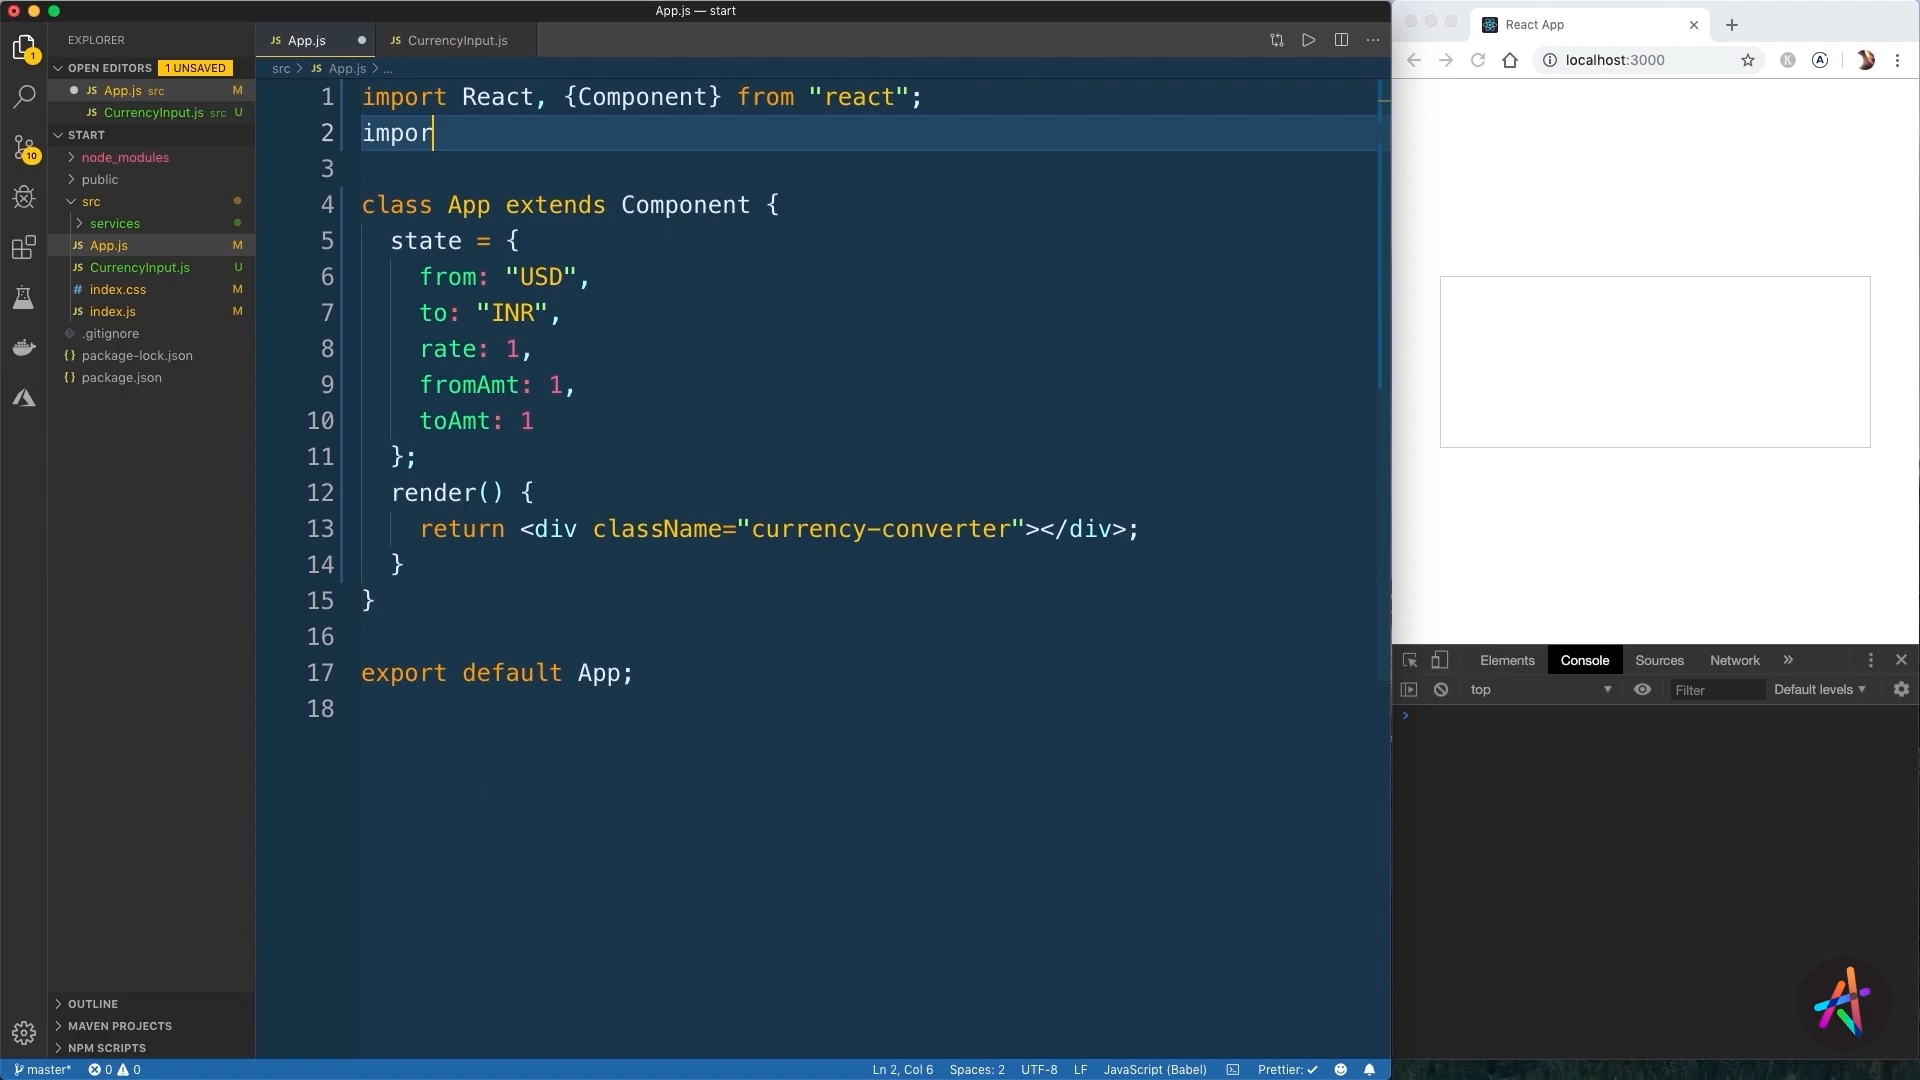 App.js — start
EXPLORER
OPEN EDITORS 1 UNSAVED
App.js src M
CurrencyInput.js src U
START
node_modules
public
src
services
JS App.js M
JS CurrencyInput.js U
# index.css M
JS index.js M
.gitignore
{} package-lock.json
{} package.json
OUTLINE
MAVEN PROJECTS
NPM SCRIPTS
1
10
JS App.js
JS CurrencyInput.js
src > JS App.js > ...
1 import React, {Component} from "react";
2 impor
3
4 class App extends Component {
5 state = {
6 from: "USD",
7 to: "INR",
8 rate: 1,
9 fromAmt: 1,
10 toAmt: 1
11 };
12 render() {
13 return <div className="currency-converter"></div>;
14 }
15 }
16
17 export default App;
18
master* 0 0 Ln 2, Col 6 Spaces: 2 UTF-8 LF JavaScript (Babel) Prettier: ✓
React App
localhost:3000
Elements Console Sources Network »
top Filter Default levels
>